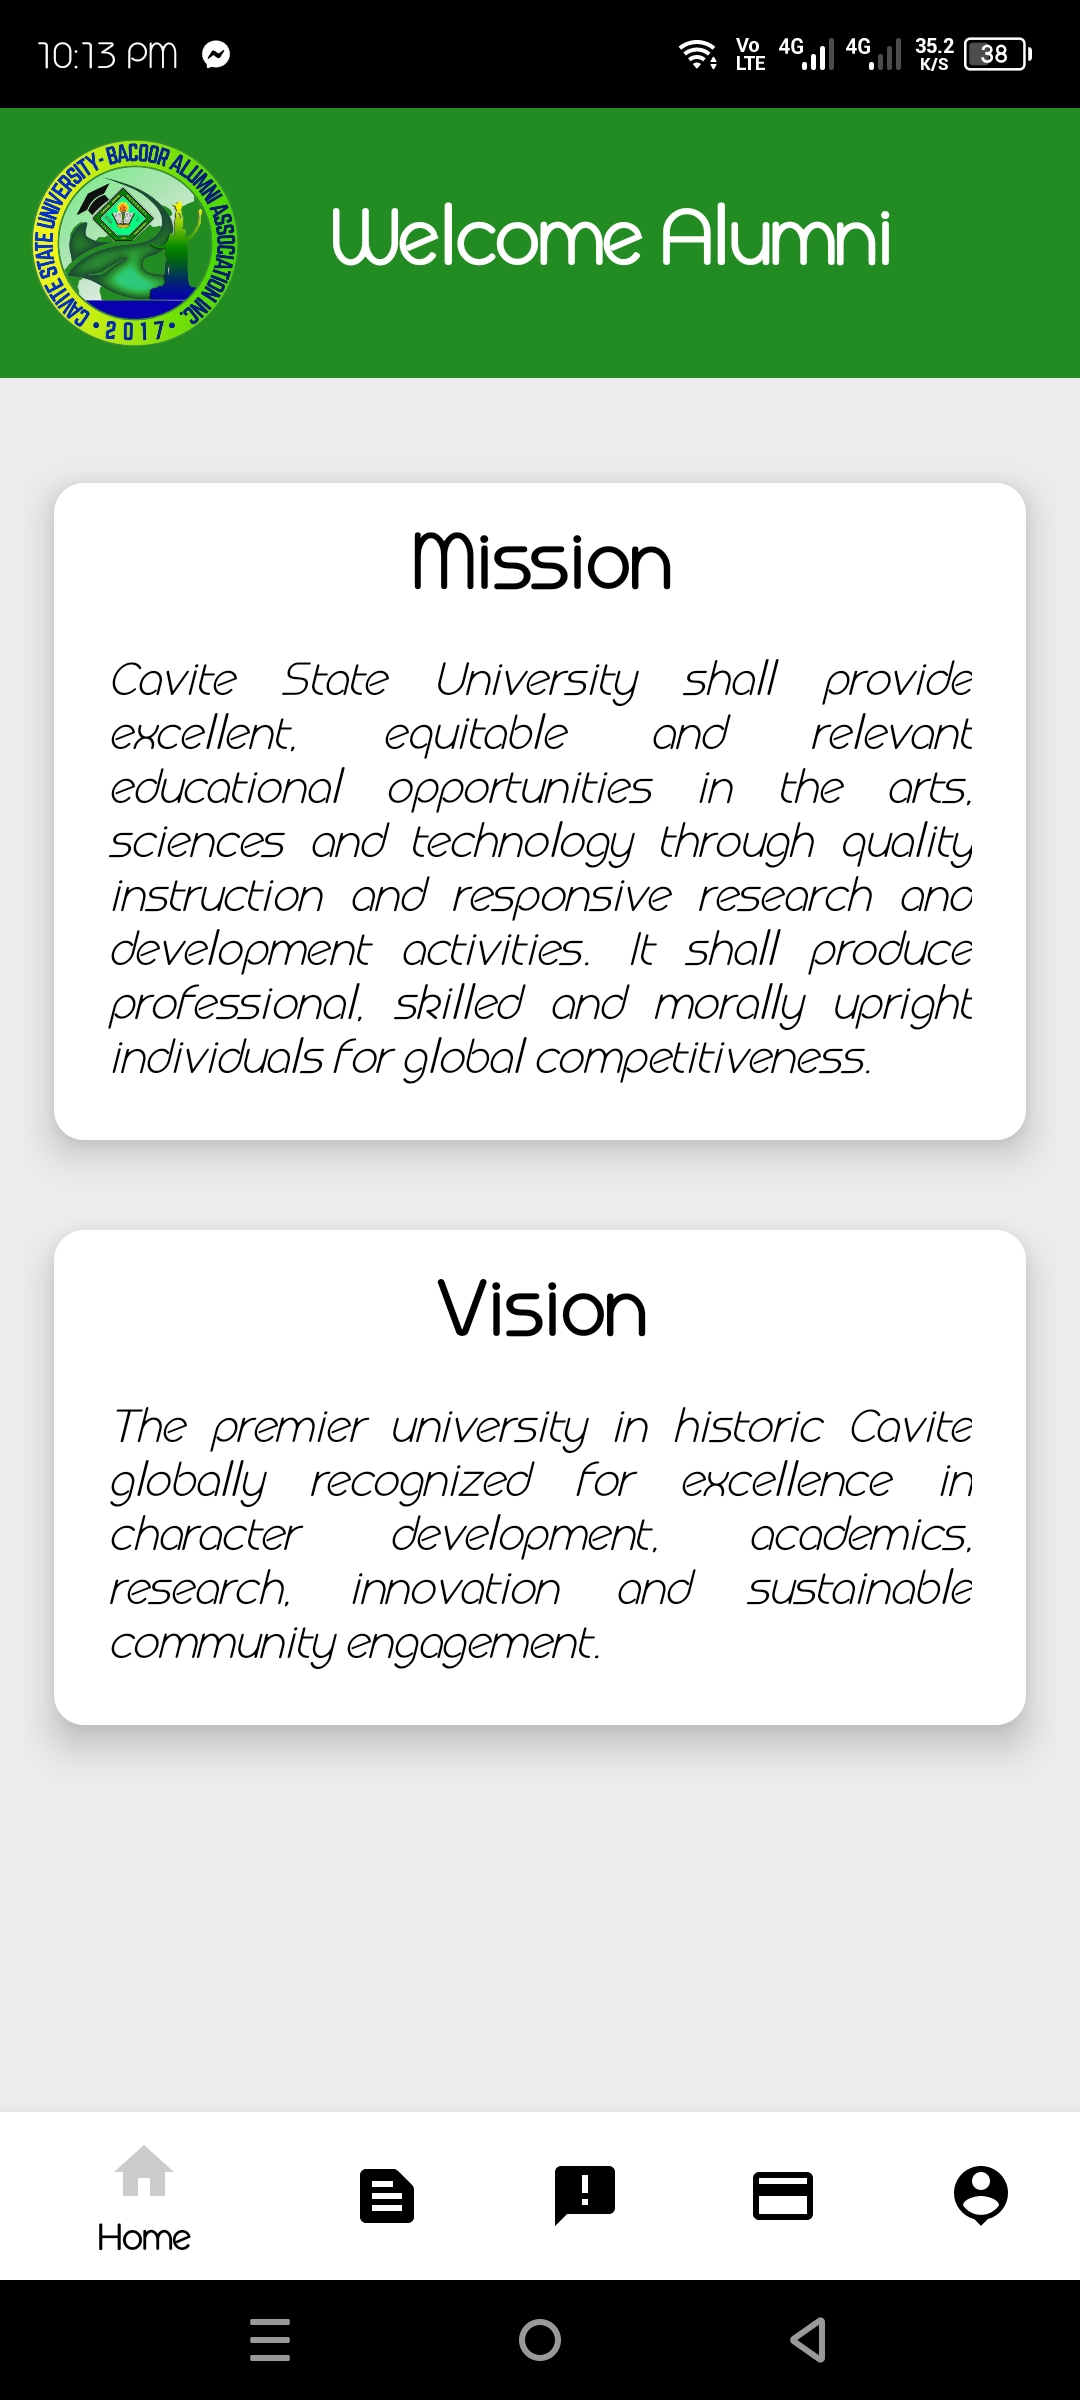 10:13 PM
Vo LTE 4G 4G 35.2 K/S 38
CAVITE STATE UNIVERSITY- BACOOR ALUMNI ASSOCIATION INC.
• 2017 •
Welcome Alumni
Mission
Cavite State University shall provide
excellent, equitable and relevant
educational opportunities in the arts,
sciences and technology through quality
instruction and responsive research and
development activities. It shall produce
professional, skilled and morally upright
individuals for global competitiveness.
Vision
The premier university in historic Cavite
globally recognized for excellence in
character development, academics,
research, innovation and sustainable
community engagement.
Home